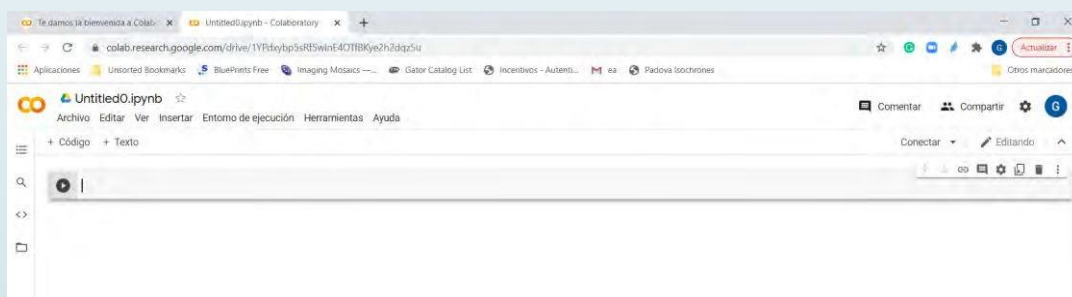 Te damos la bienvenida a Colab
Untitled0.ipynb - Colaboratory
colab.research.google.com/drive/
Actualizar
Aplicaciones
Unsorted Bookmarks
BluePrints Free
Imaging Mosaics —...
Gator Catalog List
Incentivos - Autenti...
ea
Padova Isochrones
Otros marcadores
Untitled0.ipynb
Comentar
Compartir
G
Archivo Editar Ver Insertar Entorno de ejecución Herramientas Ayuda
+ Código + Texto
Conectar
Editando